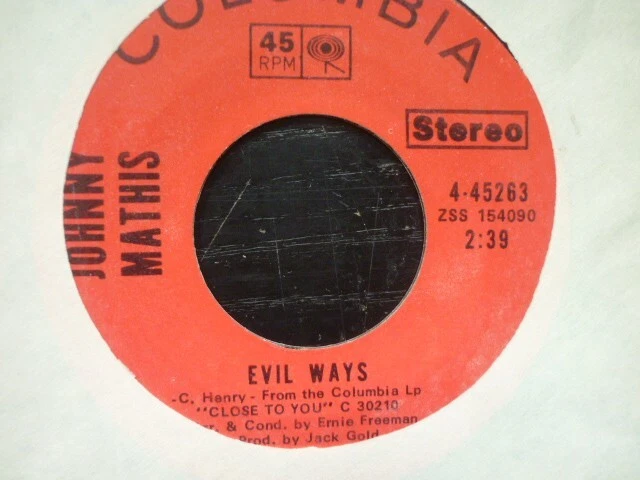 COLUMBIA
45
RPM
Stereo
JOHNNY
MATHIS
4-45263
ZSS 154090
2:39
EVIL WAYS
-C. Henry - From the Columbia Lp
"CLOSE TO YOU" C 30210
& Cond. by Ernie Freeman
Prod. by Jack Gold